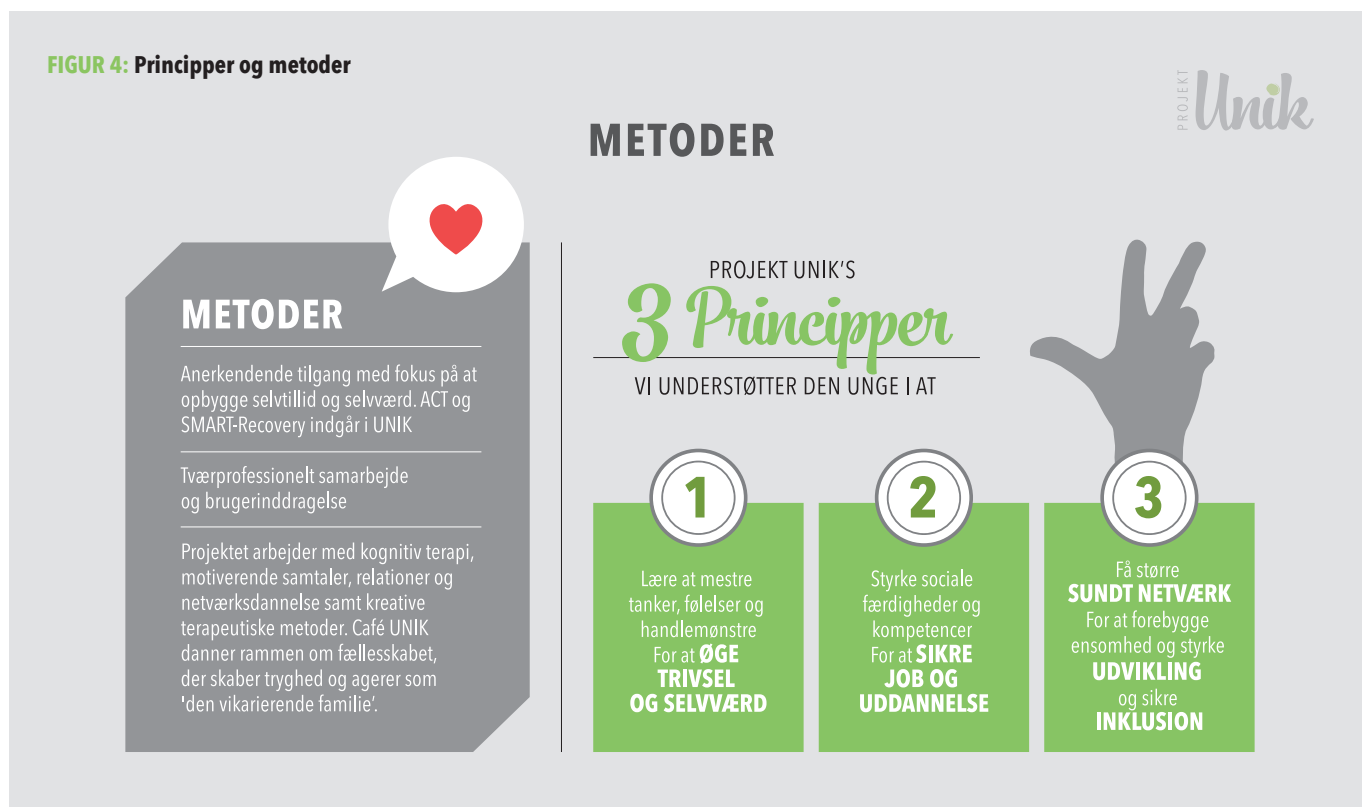 FIGUR 4: Principper og metoder
PROJEKT Unik
METODER
METODER
Anerkendende tilgang med fokus på at
opbygge selvtillid og selvværd. ACT og
SMART-Recovery indgår i UNIK
Tværprofessionelt samarbejde
og brugerinddragelse
Projektet arbejder med kognitiv terapi,
motiverende samtaler, relationer og
netværksdannelse samt kreative
terapeutiske metoder. Café UNIK
danner rammen om fællesskabet,
der skaber tryghed og agerer som
'den vikarierende familie'.
PROJEKT UNIK'S
3 Principper
VI UNDERSTØTTER DEN UNGE I AT
1
Lære at mestre
tanker, følelser og
handlemønstre
For at ØGE
TRIVSEL
OG SELVVÆRD
2
Styrke sociale
færdigheder og
kompetencer
For at SIKRE
JOB OG
UDDANNELSE
3
Få større
SUNDT NETVÆRK
For at forebygge
ensomhed og styrke
UDVIKLING
og sikre
INKLUSION